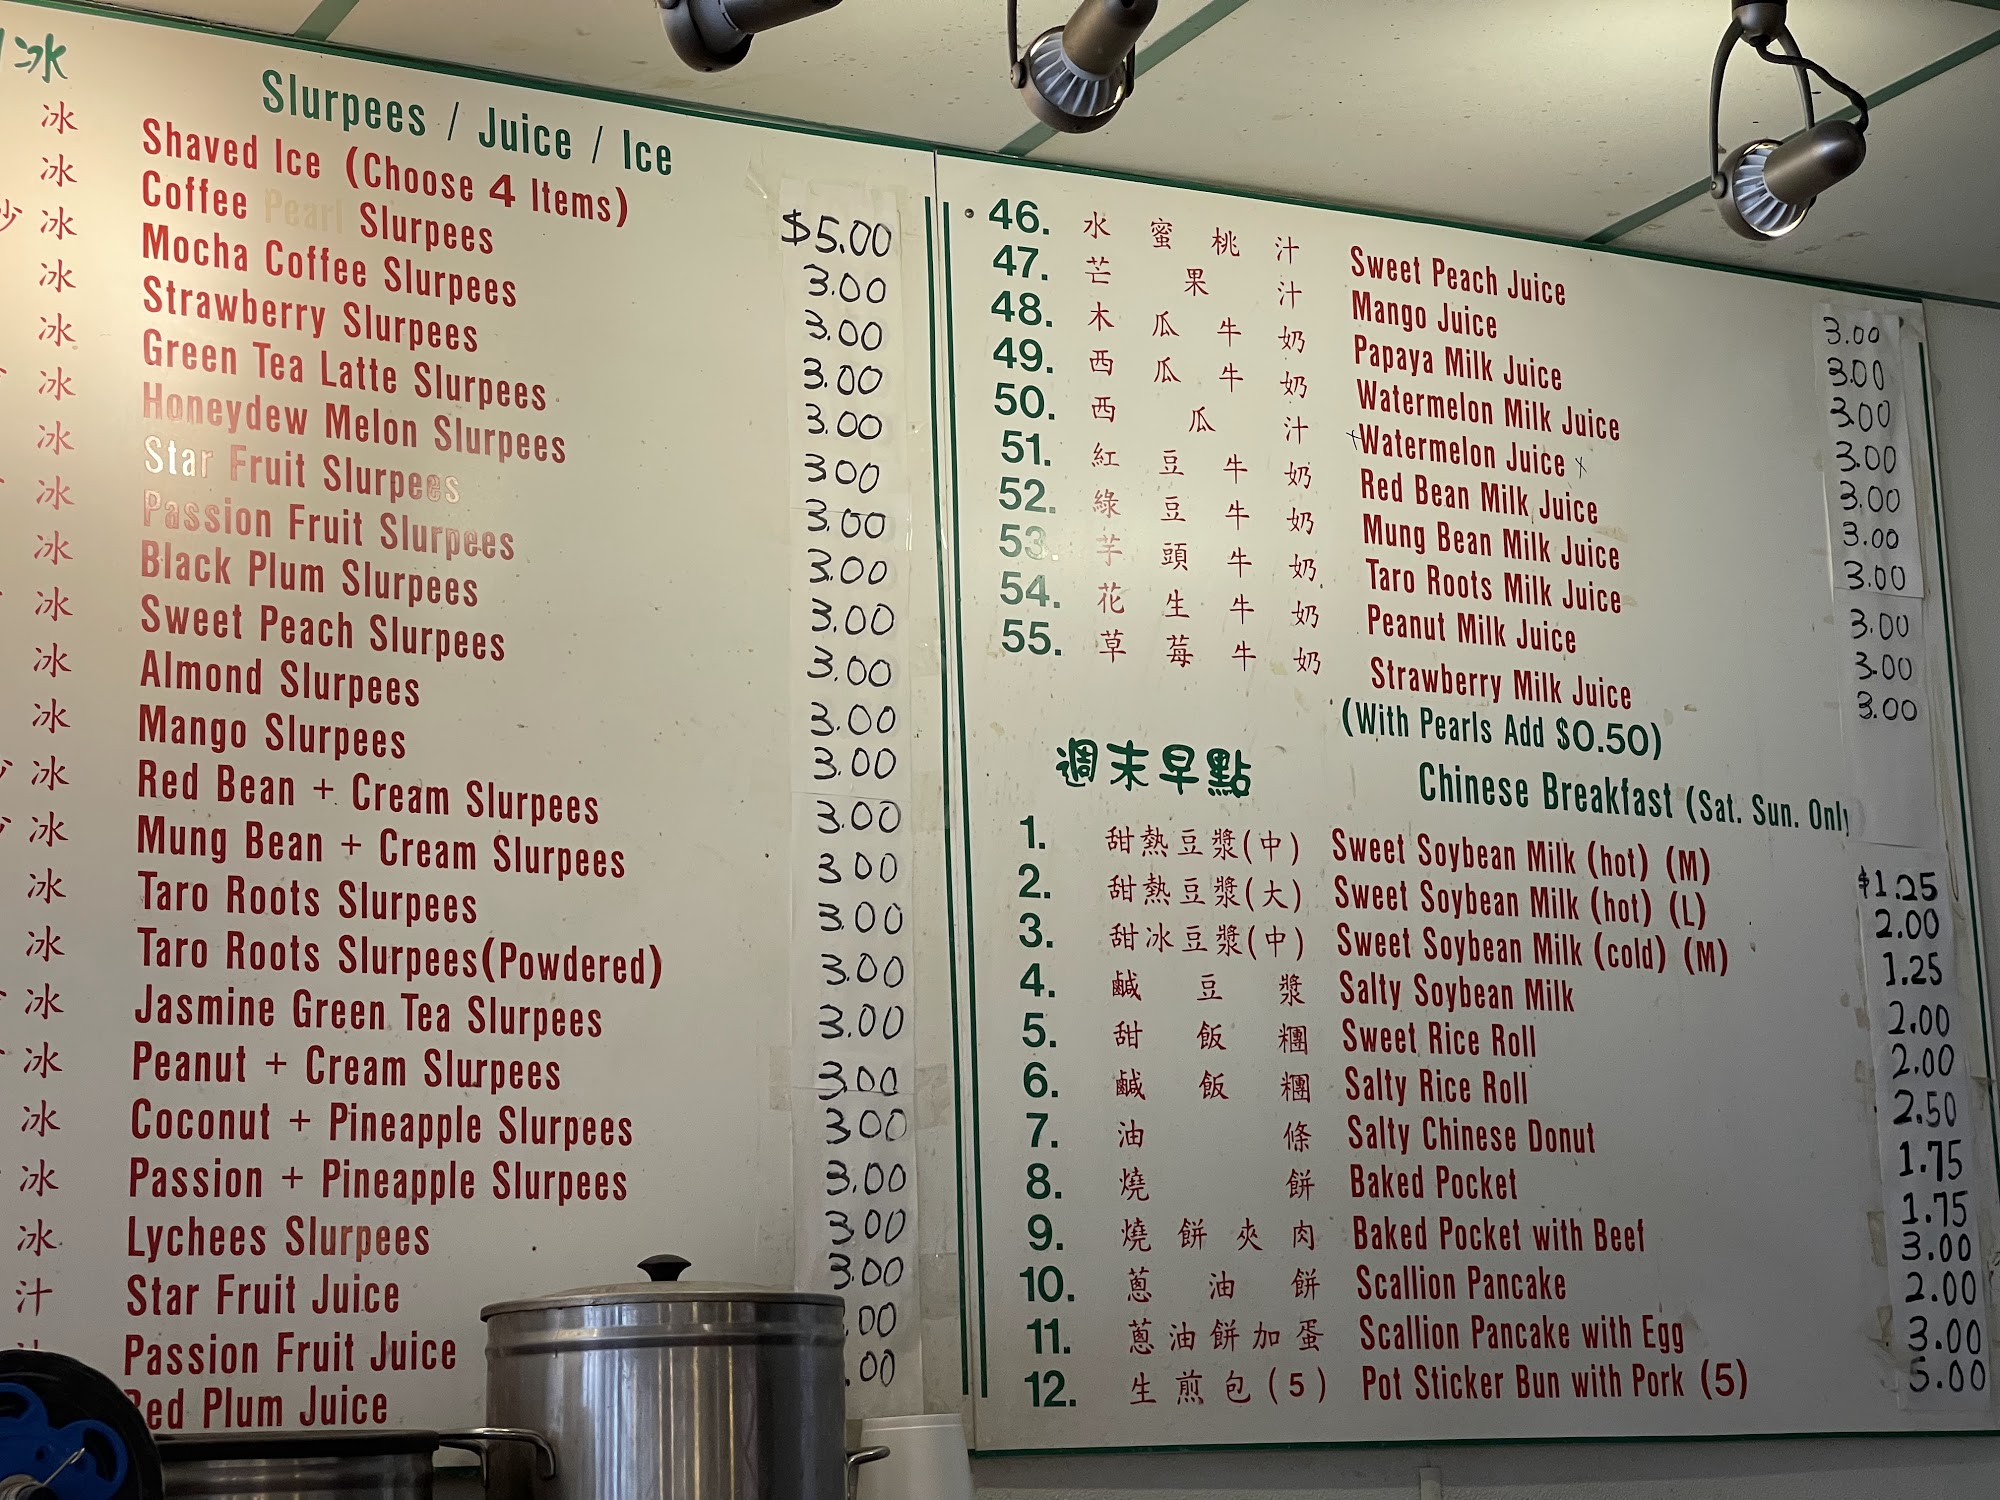 冰
Slurpees / Juice / Ice
冰 Shaved Ice (Choose 4 Items) $5.00
冰 Coffee Pearl Slurpees 3.00
沙 冰 Mocha Coffee Slurpees 3.00
冰 Strawberry Slurpees 3.00
冰 Green Tea Latte Slurpees 3.00
冰 Honeydew Melon Slurpees 3.00
冰 Star Fruit Slurpees 3.00
冰 Passion Fruit Slurpees 3.00
冰 Black Plum Slurpees 3.00
冰 Sweet Peach Slurpees 3.00
冰 Almond Slurpees 3.00
冰 Mango Slurpees 3.00
冰 Red Bean + Cream Slurpees 3.00
冰 Mung Bean + Cream Slurpees 3.00
冰 Taro Roots Slurpees 3.00
冰 Taro Roots Slurpees(Powdered) 3.00
冰 Jasmine Green Tea Slurpees 3.00
冰 Peanut + Cream Slurpees 3.00
冰 Coconut + Pineapple Slurpees 3.00
冰 Passion + Pineapple Slurpees 3.00
冰 Lychees Slurpees 3.00
汁 Star Fruit Juice 3.00
Passion Fruit Juice .00
Red Plum Juice .00
46. 水蜜桃汁 Sweet Peach Juice 3.00
47. 芒果汁 Mango Juice 3.00
48. 木瓜牛奶 Papaya Milk Juice 3.00
49. 西瓜牛奶 Watermelon Milk Juice 3.00
50. 西瓜汁 Watermelon Juice 3.00
51. 紅豆牛奶 Red Bean Milk Juice 3.00
52. 綠豆牛奶 Mung Bean Milk Juice 3.00
53. 芋頭牛奶 Taro Roots Milk Juice 3.00
54. 花生牛奶 Peanut Milk Juice 3.00
55. 草莓牛奶 Strawberry Milk Juice 3.00
(With Pearls Add $0.50)
週末早點 Chinese Breakfast (Sat. Sun. Only
1. 甜熱豆漿(中) Sweet Soybean Milk (hot) (M) $1.25
2. 甜熱豆漿(大) Sweet Soybean Milk (hot) (L) 2.00
3. 甜冰豆漿(中) Sweet Soybean Milk (cold) (M) 1.25
4. 鹹豆漿 Salty Soybean Milk 2.00
5. 甜飯糰 Sweet Rice Roll 2.00
6. 鹹飯糰 Salty Rice Roll 2.50
7. 油條 Salty Chinese Donut 1.75
8. 燒餅 Baked Pocket 1.75
9. 燒餅夾肉 Baked Pocket with Beef 3.00
10. 蔥油餅 Scallion Pancake 2.00
11. 蔥油餅加蛋 Scallion Pancake with Egg 3.00
12. 生煎包(5) Pot Sticker Bun with Pork (5) 5.00